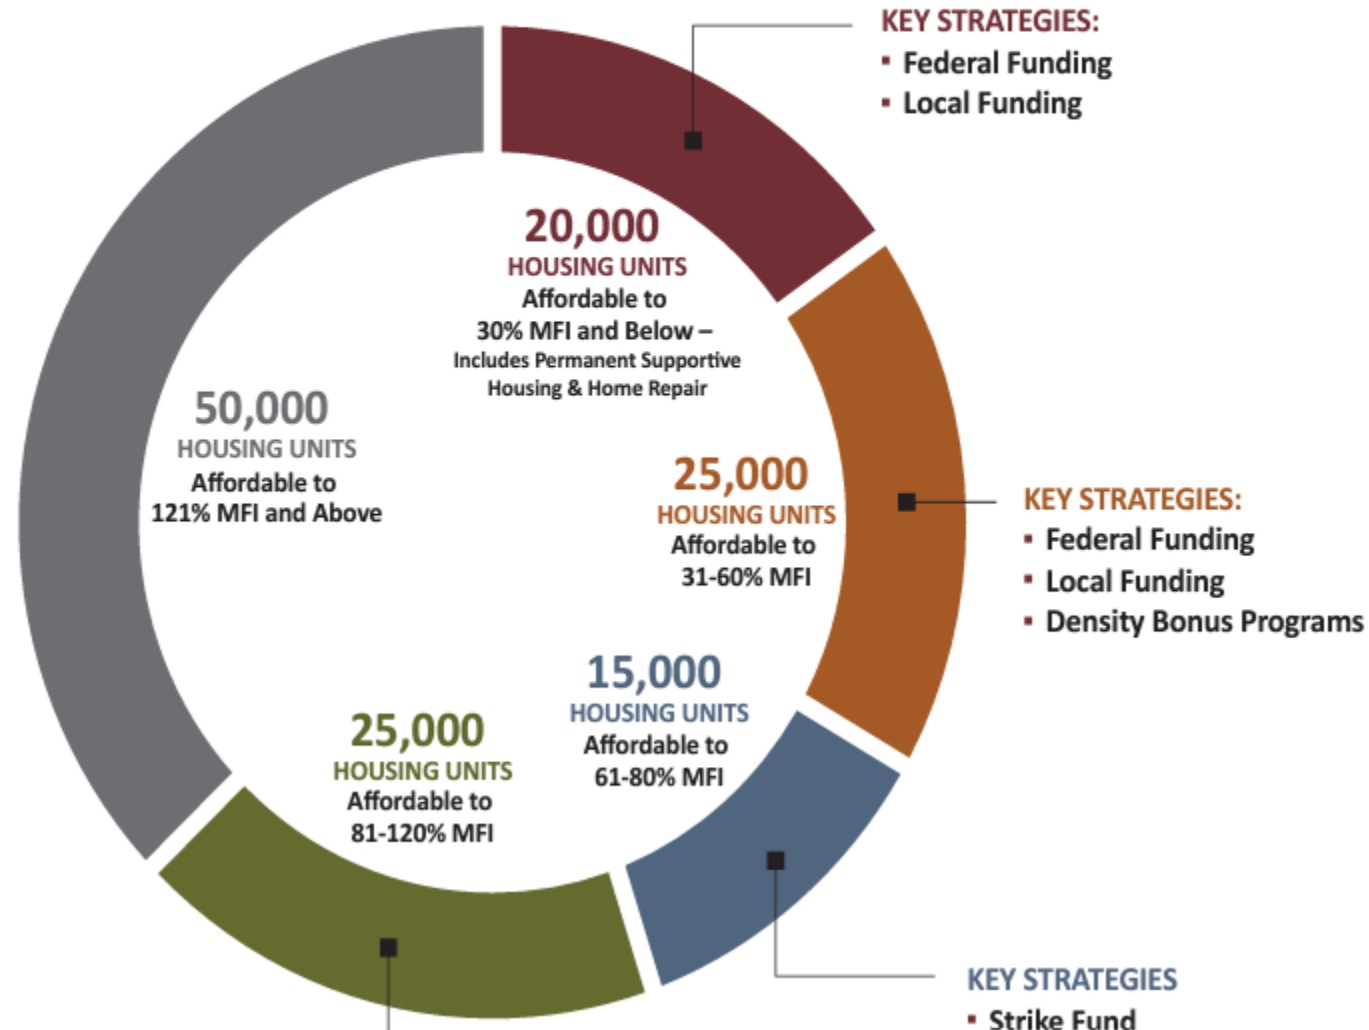 KEY STRATEGIES:
▪ Federal Funding
▪ Local Funding
20,000
HOUSING UNITS
Affordable to
30% MFI and Below –
Includes Permanent Supportive
Housing & Home Repair
50,000
HOUSING UNITS
Affordable to
121% MFI and Above
25,000
HOUSING UNITS
Affordable to
31-60% MFI
KEY STRATEGIES:
▪ Federal Funding
▪ Local Funding
▪ Density Bonus Programs
15,000
HOUSING UNITS
Affordable to
61-80% MFI
25,000
HOUSING UNITS
Affordable to
81-120% MFI
KEY STRATEGIES
▪ Strike Fund